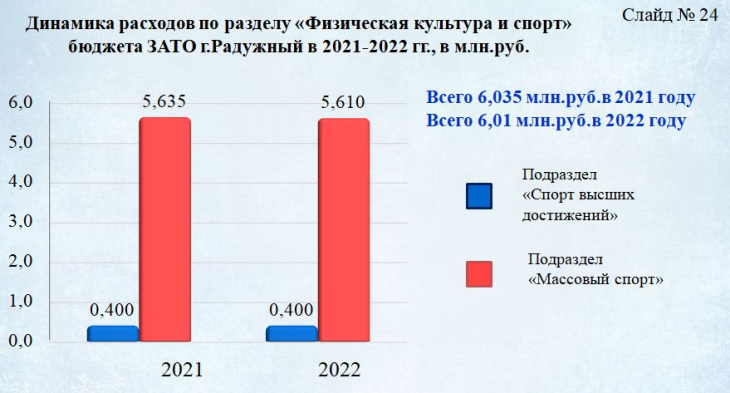 Слайд № 24
Динамика расходов по разделу «Физическая культура и спорт»
бюджета ЗАТО г.Радужный в 2021-2022 гг., в млн.руб.
Всего 6,035 млн.руб.в 2021 году
Всего 6,01 млн.руб.в 2022 году
6,0
5,0
4,0
3,0
2,0
1,0
0,0
5,635
5,610
0,400
0,400
2021
2022
Подраздел
«Спорт высших
достижений»
Подраздел
«Массовый спорт»